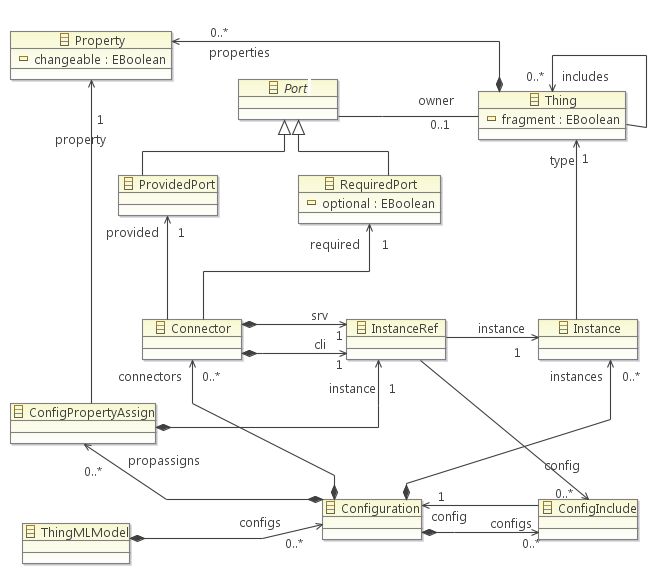 Property
changeable : EBoolean
0..*
properties
Port
owner
0..1
0..*
includes
Thing
fragment : EBoolean
1
property
type
1
ProvidedPort
RequiredPort
optional : EBoolean
provided
1
required
1
Connector
srv
1
cli
1
InstanceRef
instance
1
Instance
connectors
0..*
instance
1
instances
0..*
ConfigPropertyAssign
propassigns
0..*
config
0..*
ThingMLModel
configs
0..*
Configuration
1
config
configs
0..*
ConfigInclude